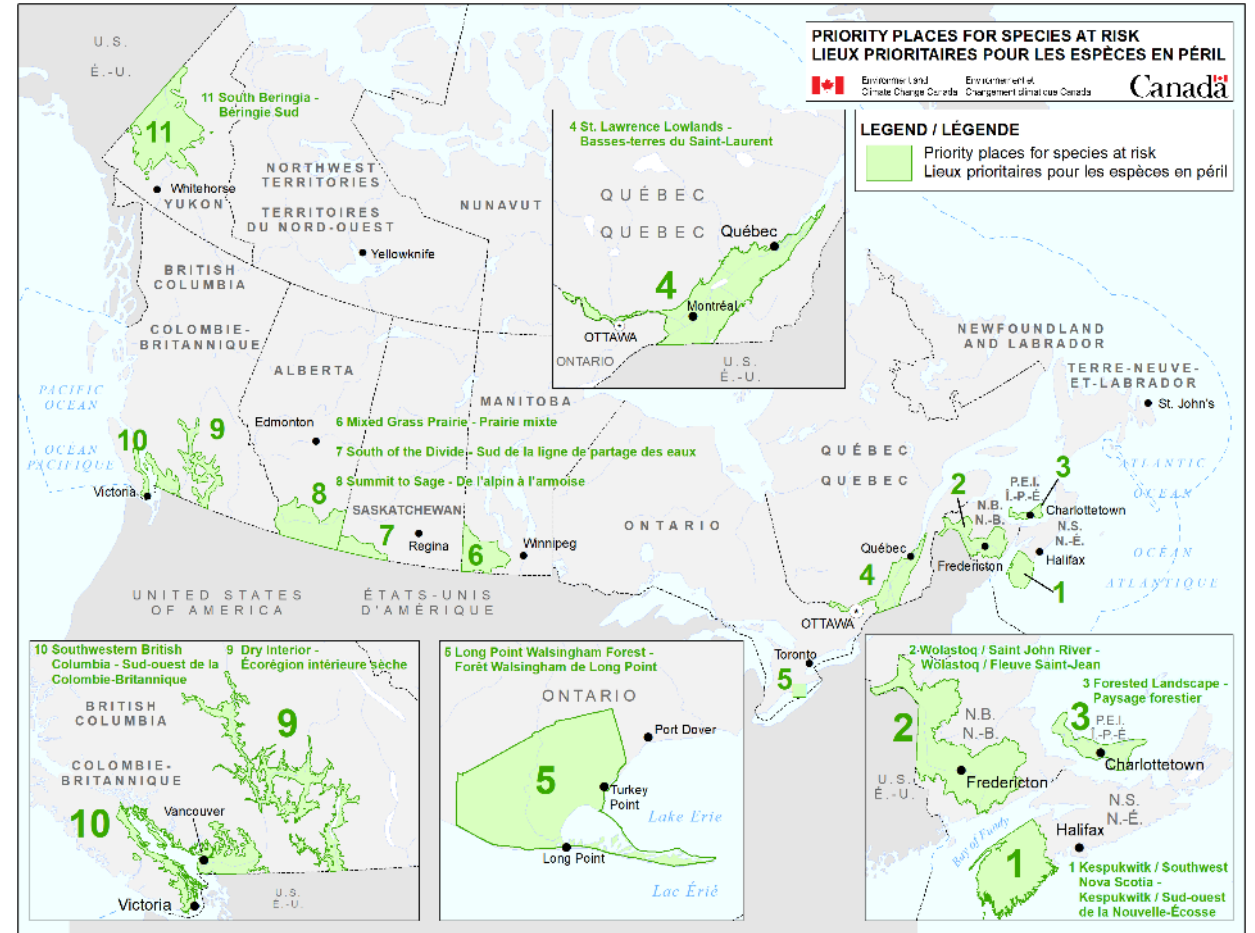 PRIORITY PLACES FOR SPECIES AT RISK
LIEUX PRIORITAIRES POUR LES ESPÈCES EN PÉRIL
Environment and
Climate Change Canada
Environnement et
Changement climatique Canada
Canada
LEGEND / LÉGENDE
Priority places for species at risk
Lieux prioritaires pour les espèces en péril
U.S.
É.-U.
11 South Beringia -
Béringie Sud
11
Whitehorse
YUKON
NORTHWEST
TERRITORIES
TERRITOIRES
DU NORD-OUEST
Yellowknife
NUNAVUT
BRITISH
COLUMBIA
COLOMBIE-
BRITANNIQUE
ALBERTA
MANITOBA
PACIFIC
OCEAN
OCÉAN
PACIFIQUE
10
9
Victoria
Edmonton
6 Mixed Grass Prairie - Prairie mixte
7 South of the Divide - Sud de la ligne de partage des eaux
8 Summit to Sage - De l'alpin à l'armoise
8
SASKATCHEWAN
7
Regina
6
Winnipeg
ONTARIO
UNITED STATES
OF AMERICA
ÉTATS-UNIS
D'AMÉRIQUE
4 St. Lawrence Lowlands -
Basses-terres du Saint-Laurent
QUÉBEC
QUEBEC
Québec
4
Montréal
OTTAWA
ONTARIO
U.S.
É.-U.
NEWFOUNDLAND
AND LABRADOR
TERRE-NEUVE-
ET-LABRADOR
St. John's
QUÉBEC
QUEBEC
ATLANTIC
OCEAN
OCÉAN
ATLANTIQUE
2
P.E.I.
Î.-P.-É.
3
Charlottetown
N.B.
N.-B.
N.S.
N.-É.
Halifax
Fredericton
1
Québec
4
OTTAWA
Toronto
5
10 Southwestern British
Columbia - Sud-ouest de la
Colombie-Britannique
9 Dry Interior -
Écorégion intérieure sèche
BRITISH
COLUMBIA
COLOMBIE-
BRITANNIQUE
9
10
Vancouver
Victoria
U.S.
É.-U.
5 Long Point Walsingham Forest -
Forêt Walsingham de Long Point
ONTARIO
Port Dover
5
Turkey
Point
Lake Erie
Long Point
Lac Érié
2 Wolastoq / Saint John River -
Wolastoq / Fleuve Saint-Jean
3 Forested Landscape -
Paysage forestier
2
N.B.
N.-B.
3
P.E.I.
Î.-P.-É.
Charlottetown
Fredericton
U.S.
É.-U.
N.S.
N.-É.
Bay of Fundy
Halifax
1
1 Kespukwitk / Southwest
Nova Scotia -
Kespukwitk / Sud-ouest
de la Nouvelle-Écosse